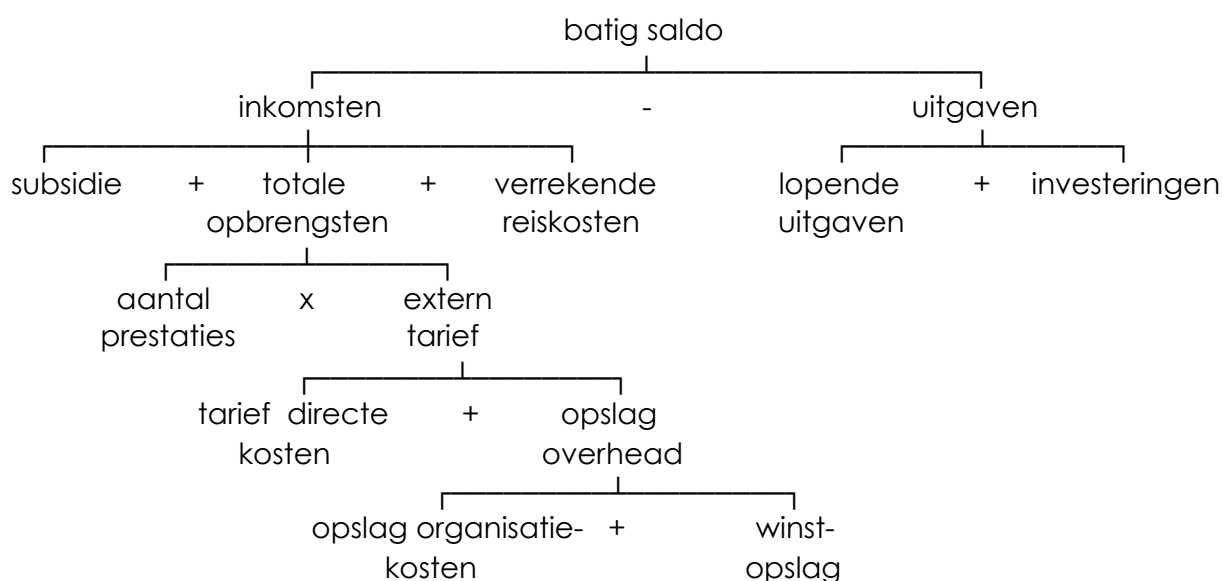 batig saldo
inkomsten - uitgaven
subsidie + totale + verrekende lopende + investeringen
opbrengsten reiskosten uitgaven
aantal x extern
prestaties tarief
tarief directe + opslag
kosten overhead
opslag organisatie- + winst-
kosten opslag